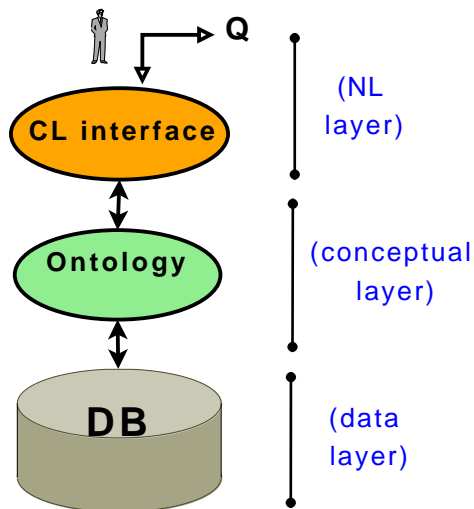 Q
CL interface
(NL
layer)
Ontology
(conceptual
layer)
DB
(data
layer)